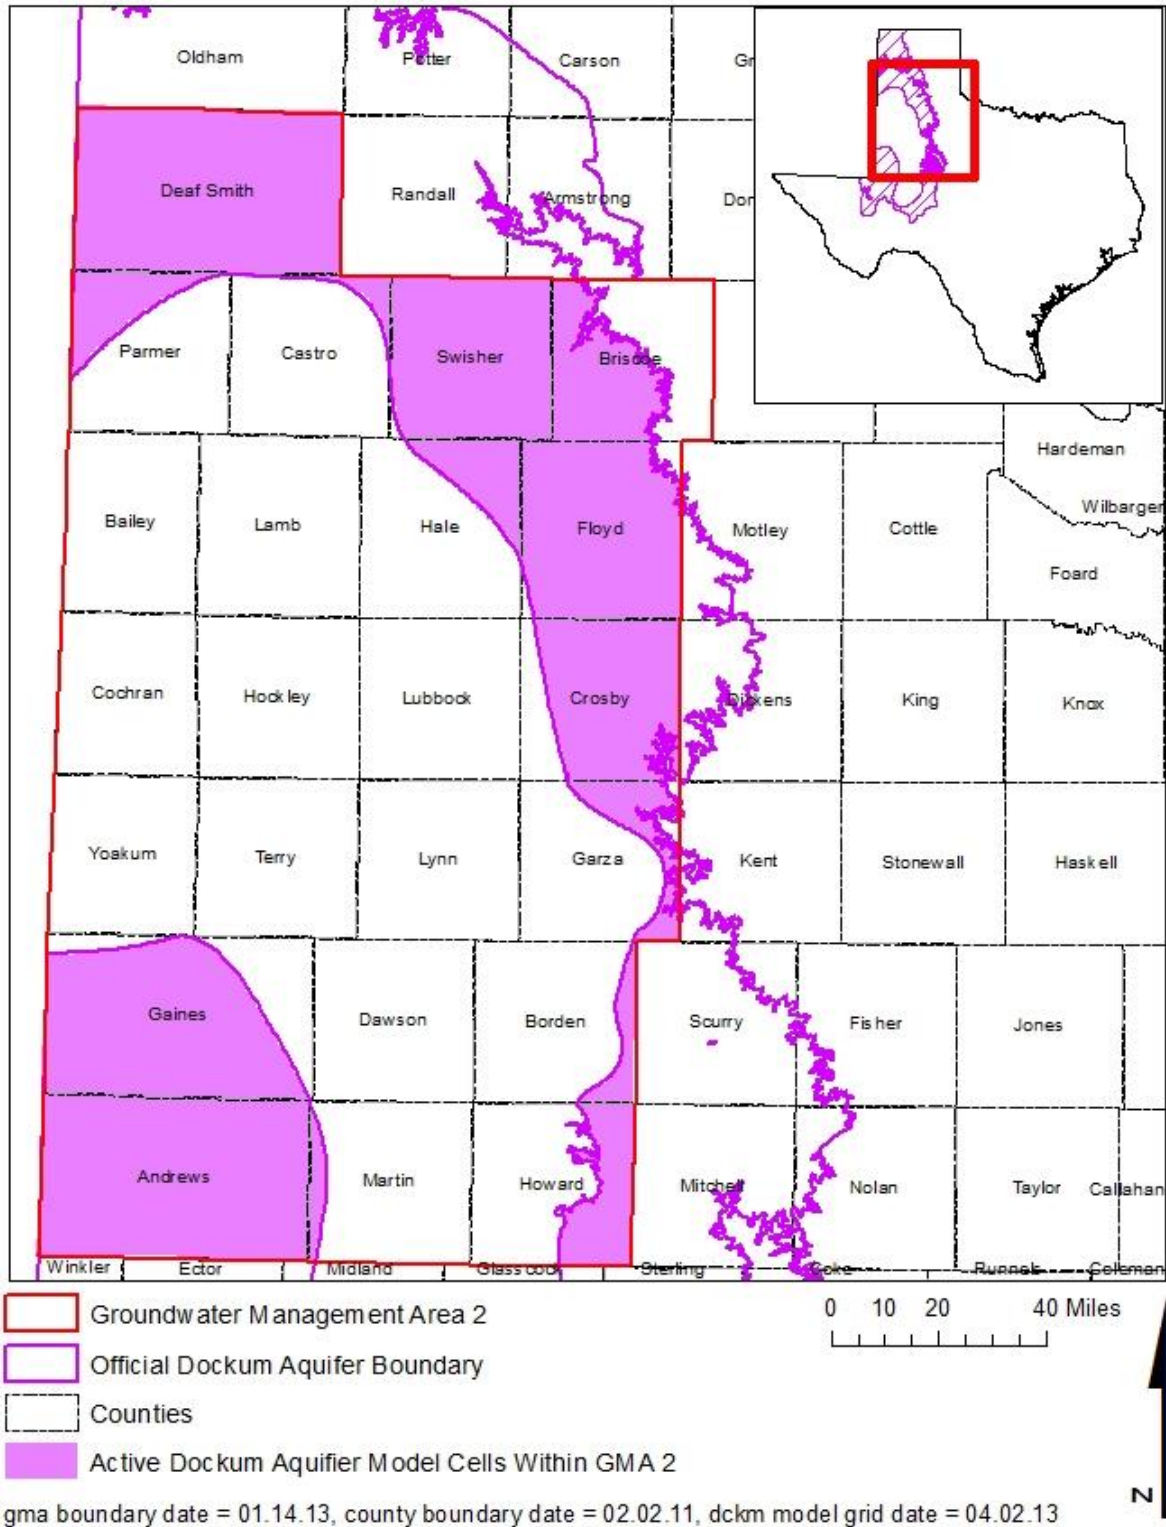 Oldham
Potter
Carson
Gr
Deaf Smith
Randall
Armstrong
Don
Parmer
Castro
Swisher
Briscoe
Hardeman
Wilbarger
Bailey
Lamb
Hale
Floyd
Motley
Cottle
Foard
Cochran
Hockley
Lubbock
Crosby
Dickens
King
Knox
Yoakum
Terry
Lynn
Garza
Kent
Stonewall
Haskell
Gaines
Dawson
Borden
Scurry
Fisher
Jones
Andrews
Martin
Howard
Mitchell
Nolan
Taylor
Callahan
Winkler
Ector
Midland
Glasscock
Sterling
Coke
Runnels
Coleman
Groundwater Management Area 2
0 10 20 40 Miles
Official Dockum Aquifer Boundary
Counties
Active Dockum Aquifier Model Cells Within GMA 2
N
gma boundary date = 01.14.13, county boundary date = 02.02.11, dckm model grid date = 04.02.13